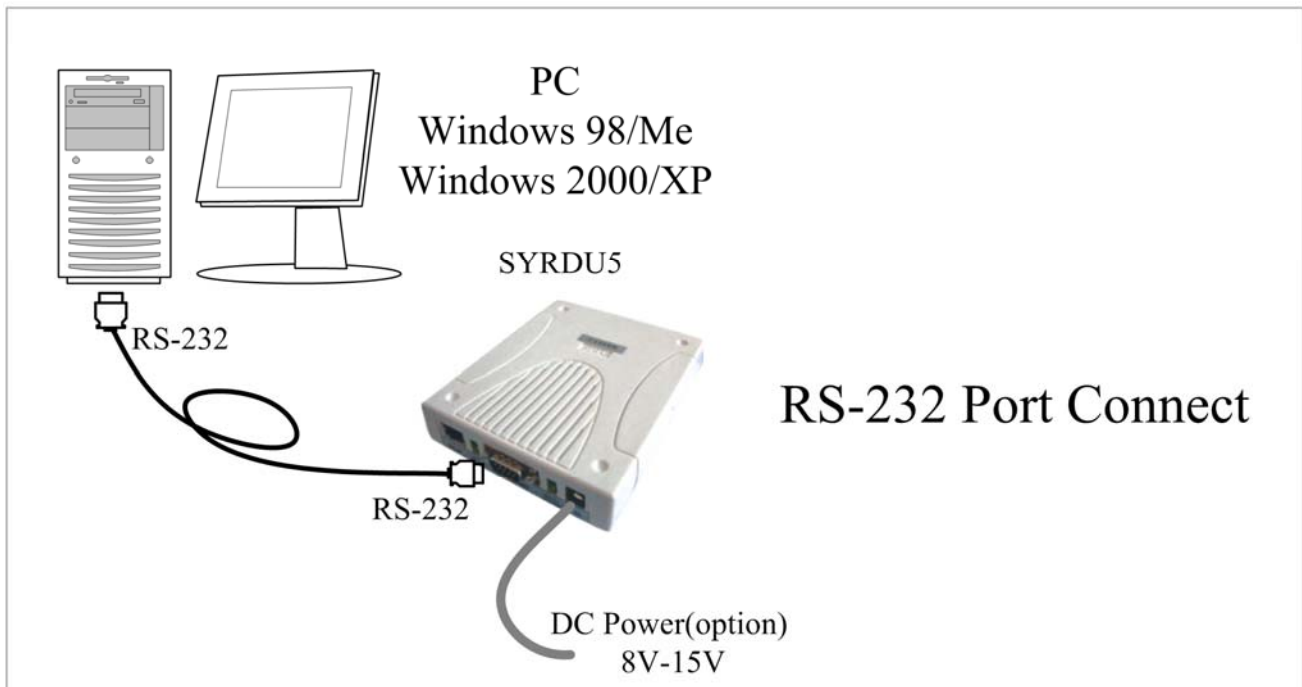 PC
Windows 98/Me
Windows 2000/XP
SYRDU5
RS-232
RS-232 Port Connect
RS-232
DC Power(option)
8V-15V